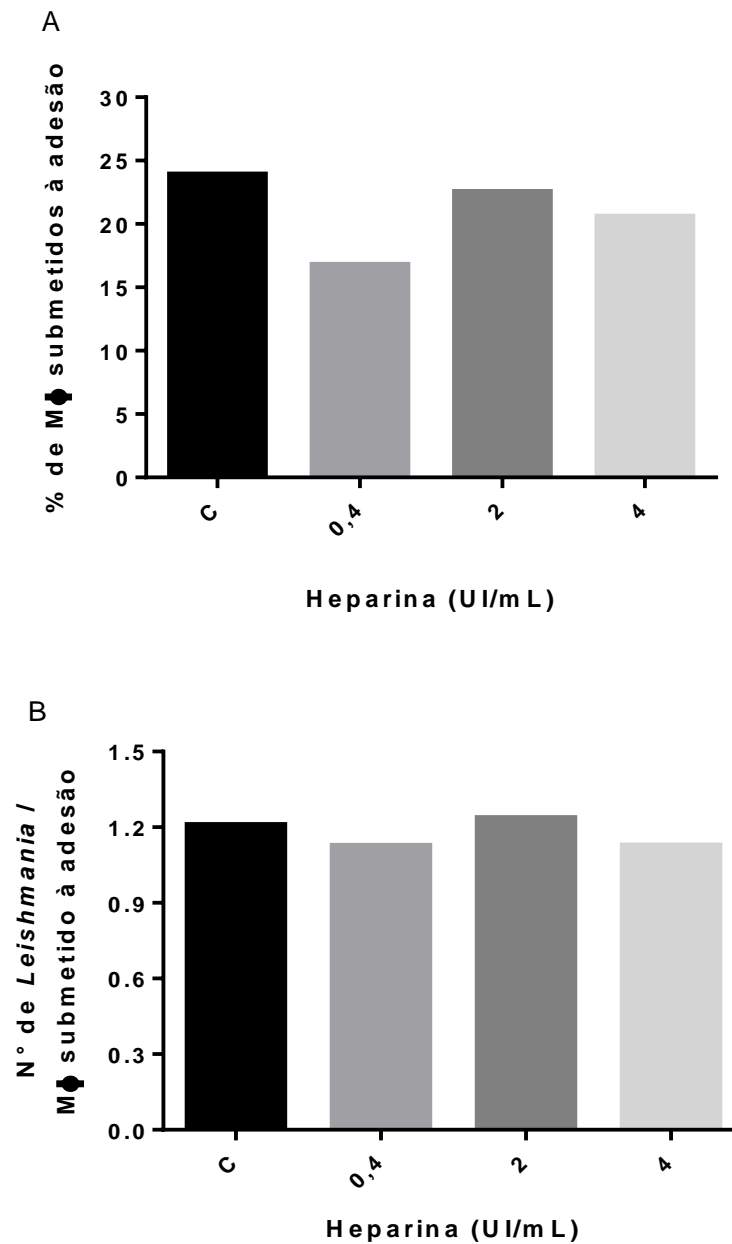 A
% de Mɸ submetidos à adesão
30
25
20
15
10
5
0
C
0,4
2
4
Heparina (UI/mL)
B
N° de Leishmania /
Mɸ submetido à adesão
1.5
1.2
0.9
0.6
0.3
0.0
C
0,4
2
4
Heparina (UI/mL)